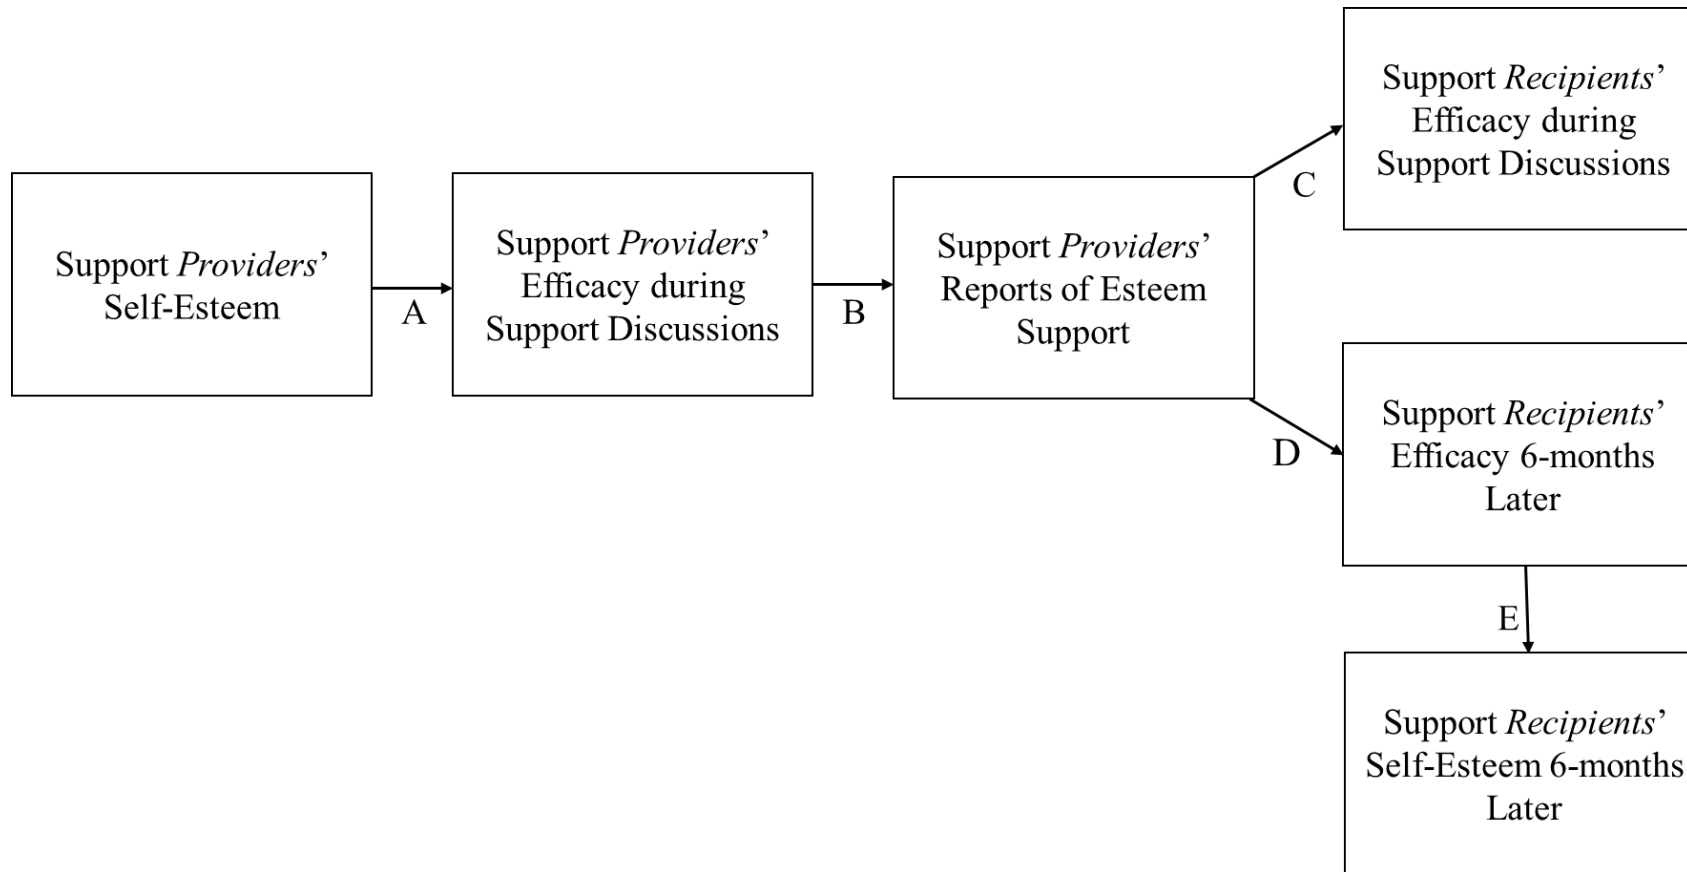 Support Providers’
Self-Esteem
A
Support Providers’
Efficacy during
Support Discussions
B
Support Providers’
Reports of Esteem
Support
C
Support Recipients’
Efficacy during
Support Discussions
D
Support Recipients’
Efficacy 6-months
Later
E
Support Recipients’
Self-Esteem 6-months
Later